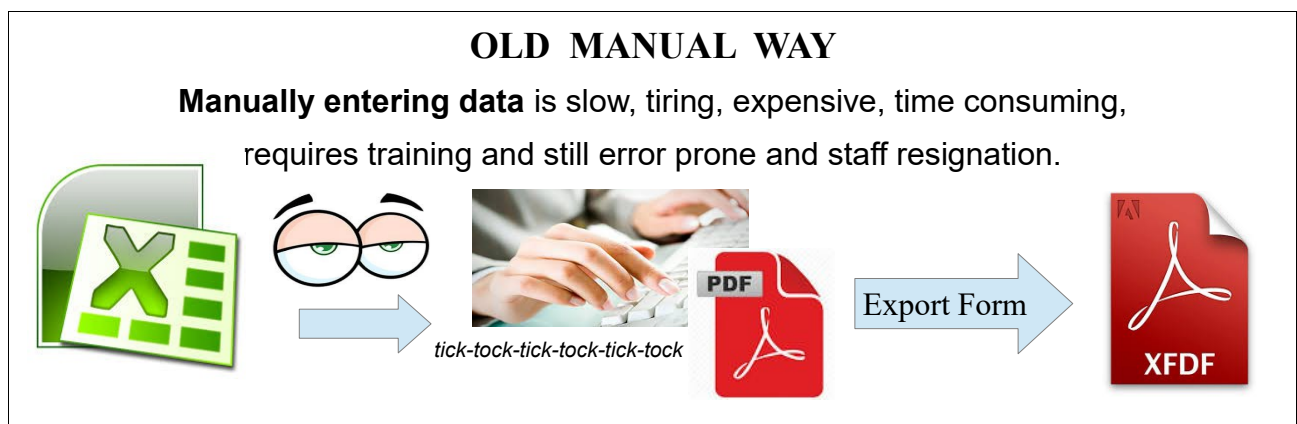 OLD MANUAL WAY
Manually entering data is slow, tiring, expensive, time consuming,
requires training and still error prone and staff resignation.
X
PDF
Export Form
tick-tock-tick-tock-tick-tock
XFDF